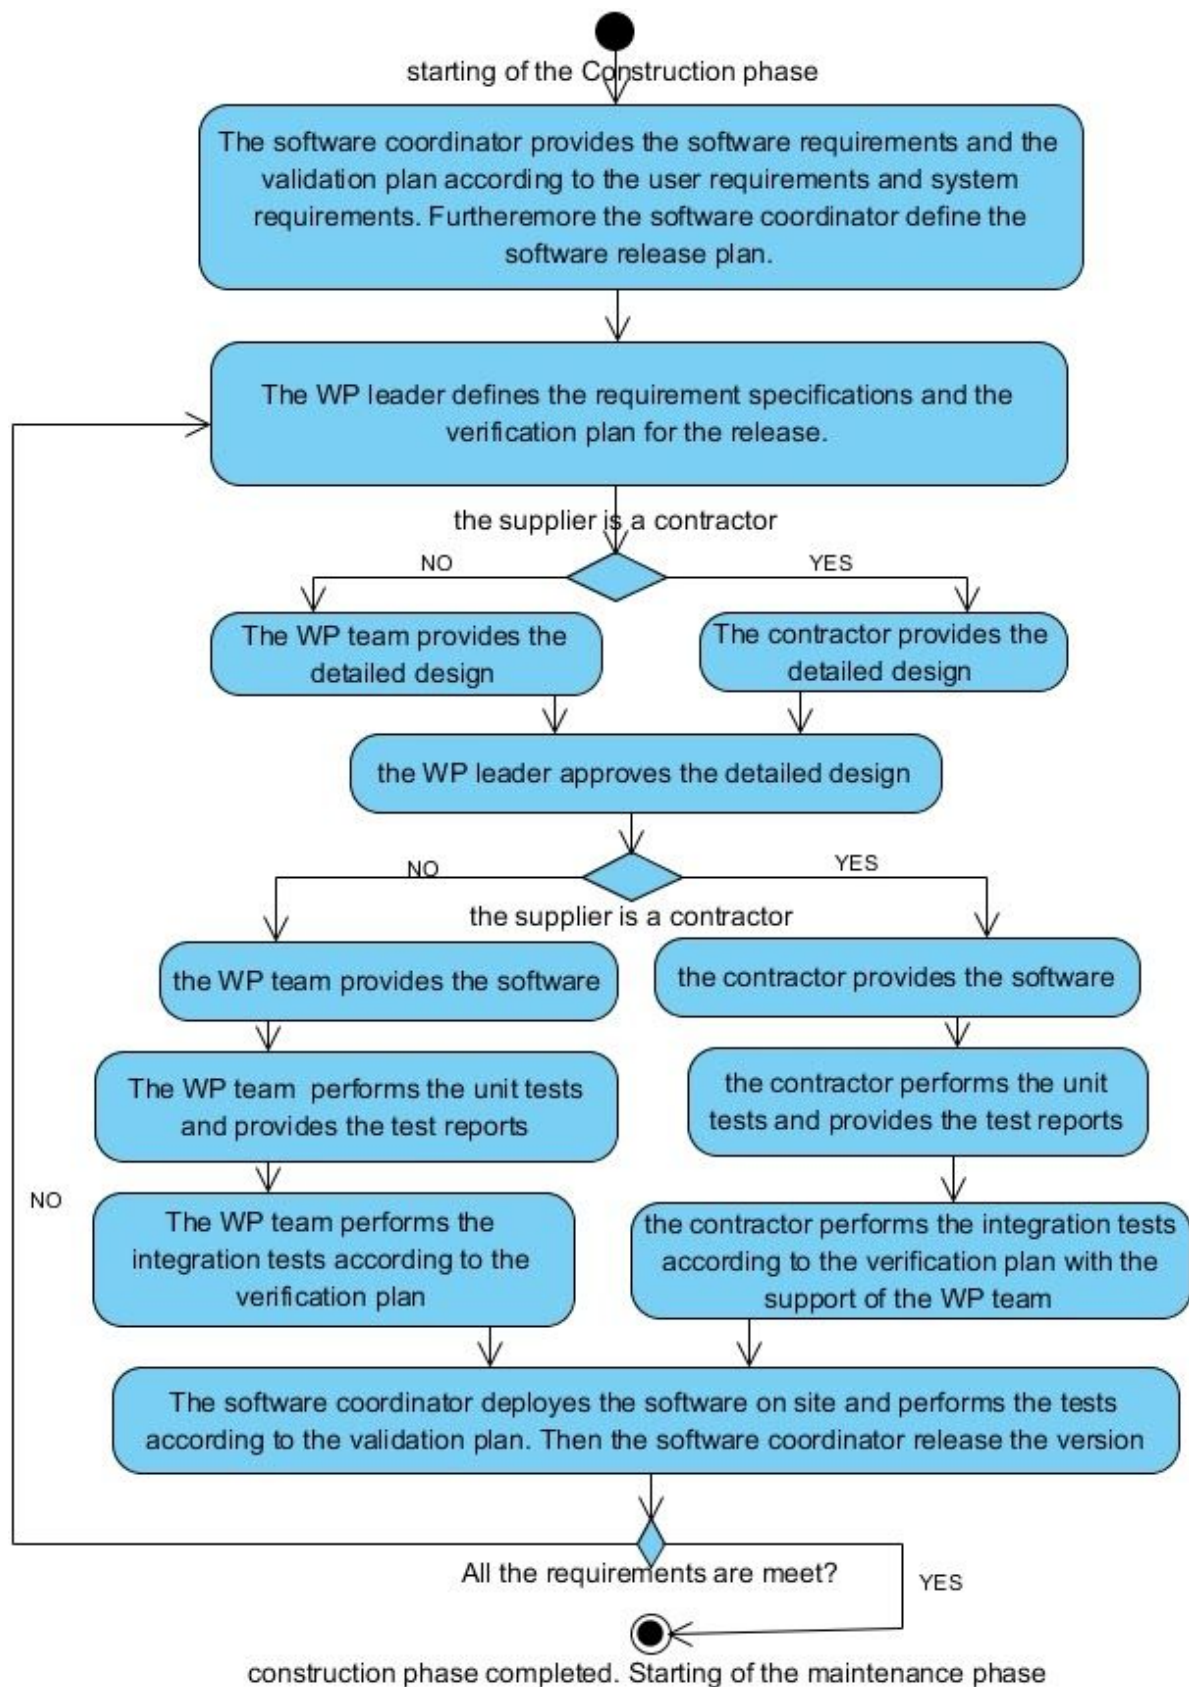 starting of the Construction phase
The software coordinator provides the software requirements and the
validation plan according to the user requirements and system
requirements. Furtheremore the software coordinator define the
software release plan.
The WP leader defines the requirement specifications and the
verification plan for the release.
the supplier is a contractor
NO
YES
The WP team provides the
detailed design
The contractor provides the
detailed design
the WP leader approves the detailed design
NO
YES
the supplier is a contractor
the WP team provides the software
the contractor provides the software
The WP team  performs the unit tests
and provides the test reports
the contractor performs the unit
tests and provides the test reports
NO
The WP team performs the
integration tests according to the
verification plan
the contractor performs the integration tests
according to the verification plan with the
support of the WP team
The software coordinator deployes the software on site and performs the tests
according to the validation plan. Then the software coordinator release the version
All the requirements are meet?
YES
construction phase completed. Starting of the maintenance phase